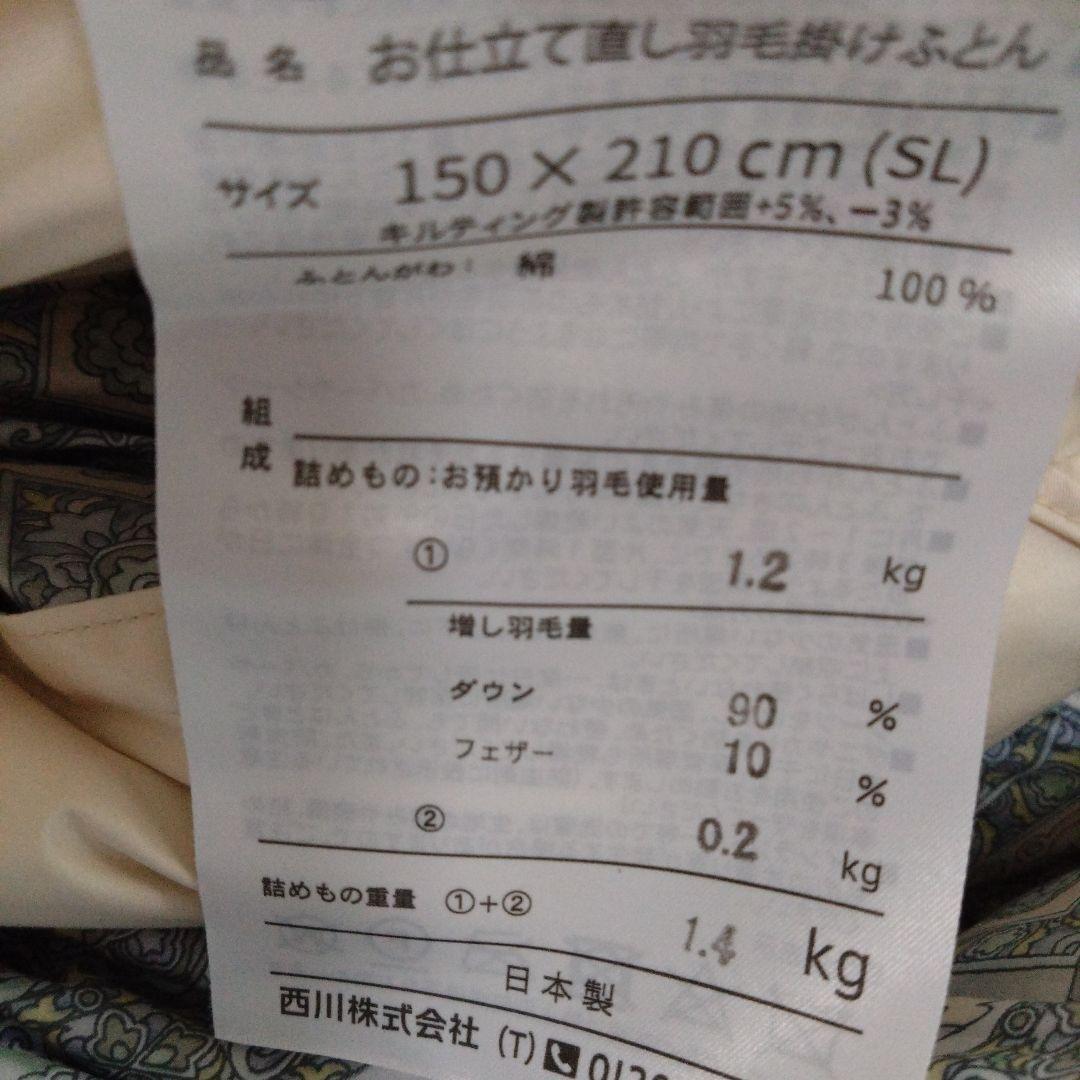 品名 お仕立て直し羽毛掛けふとん
サイズ 150 × 210 cm (SL)
キルティング製許容範囲+5%、−3%
ふとんがわ： 綿 100 %
組成
詰めもの：お預かり羽毛使用量
① 1.2 kg
増し羽毛量
ダウン 90 %
フェザー 10 %
② 0.2 kg
詰めもの重量 ①＋② 1.4 kg
日本製
西川株式会社 (T)